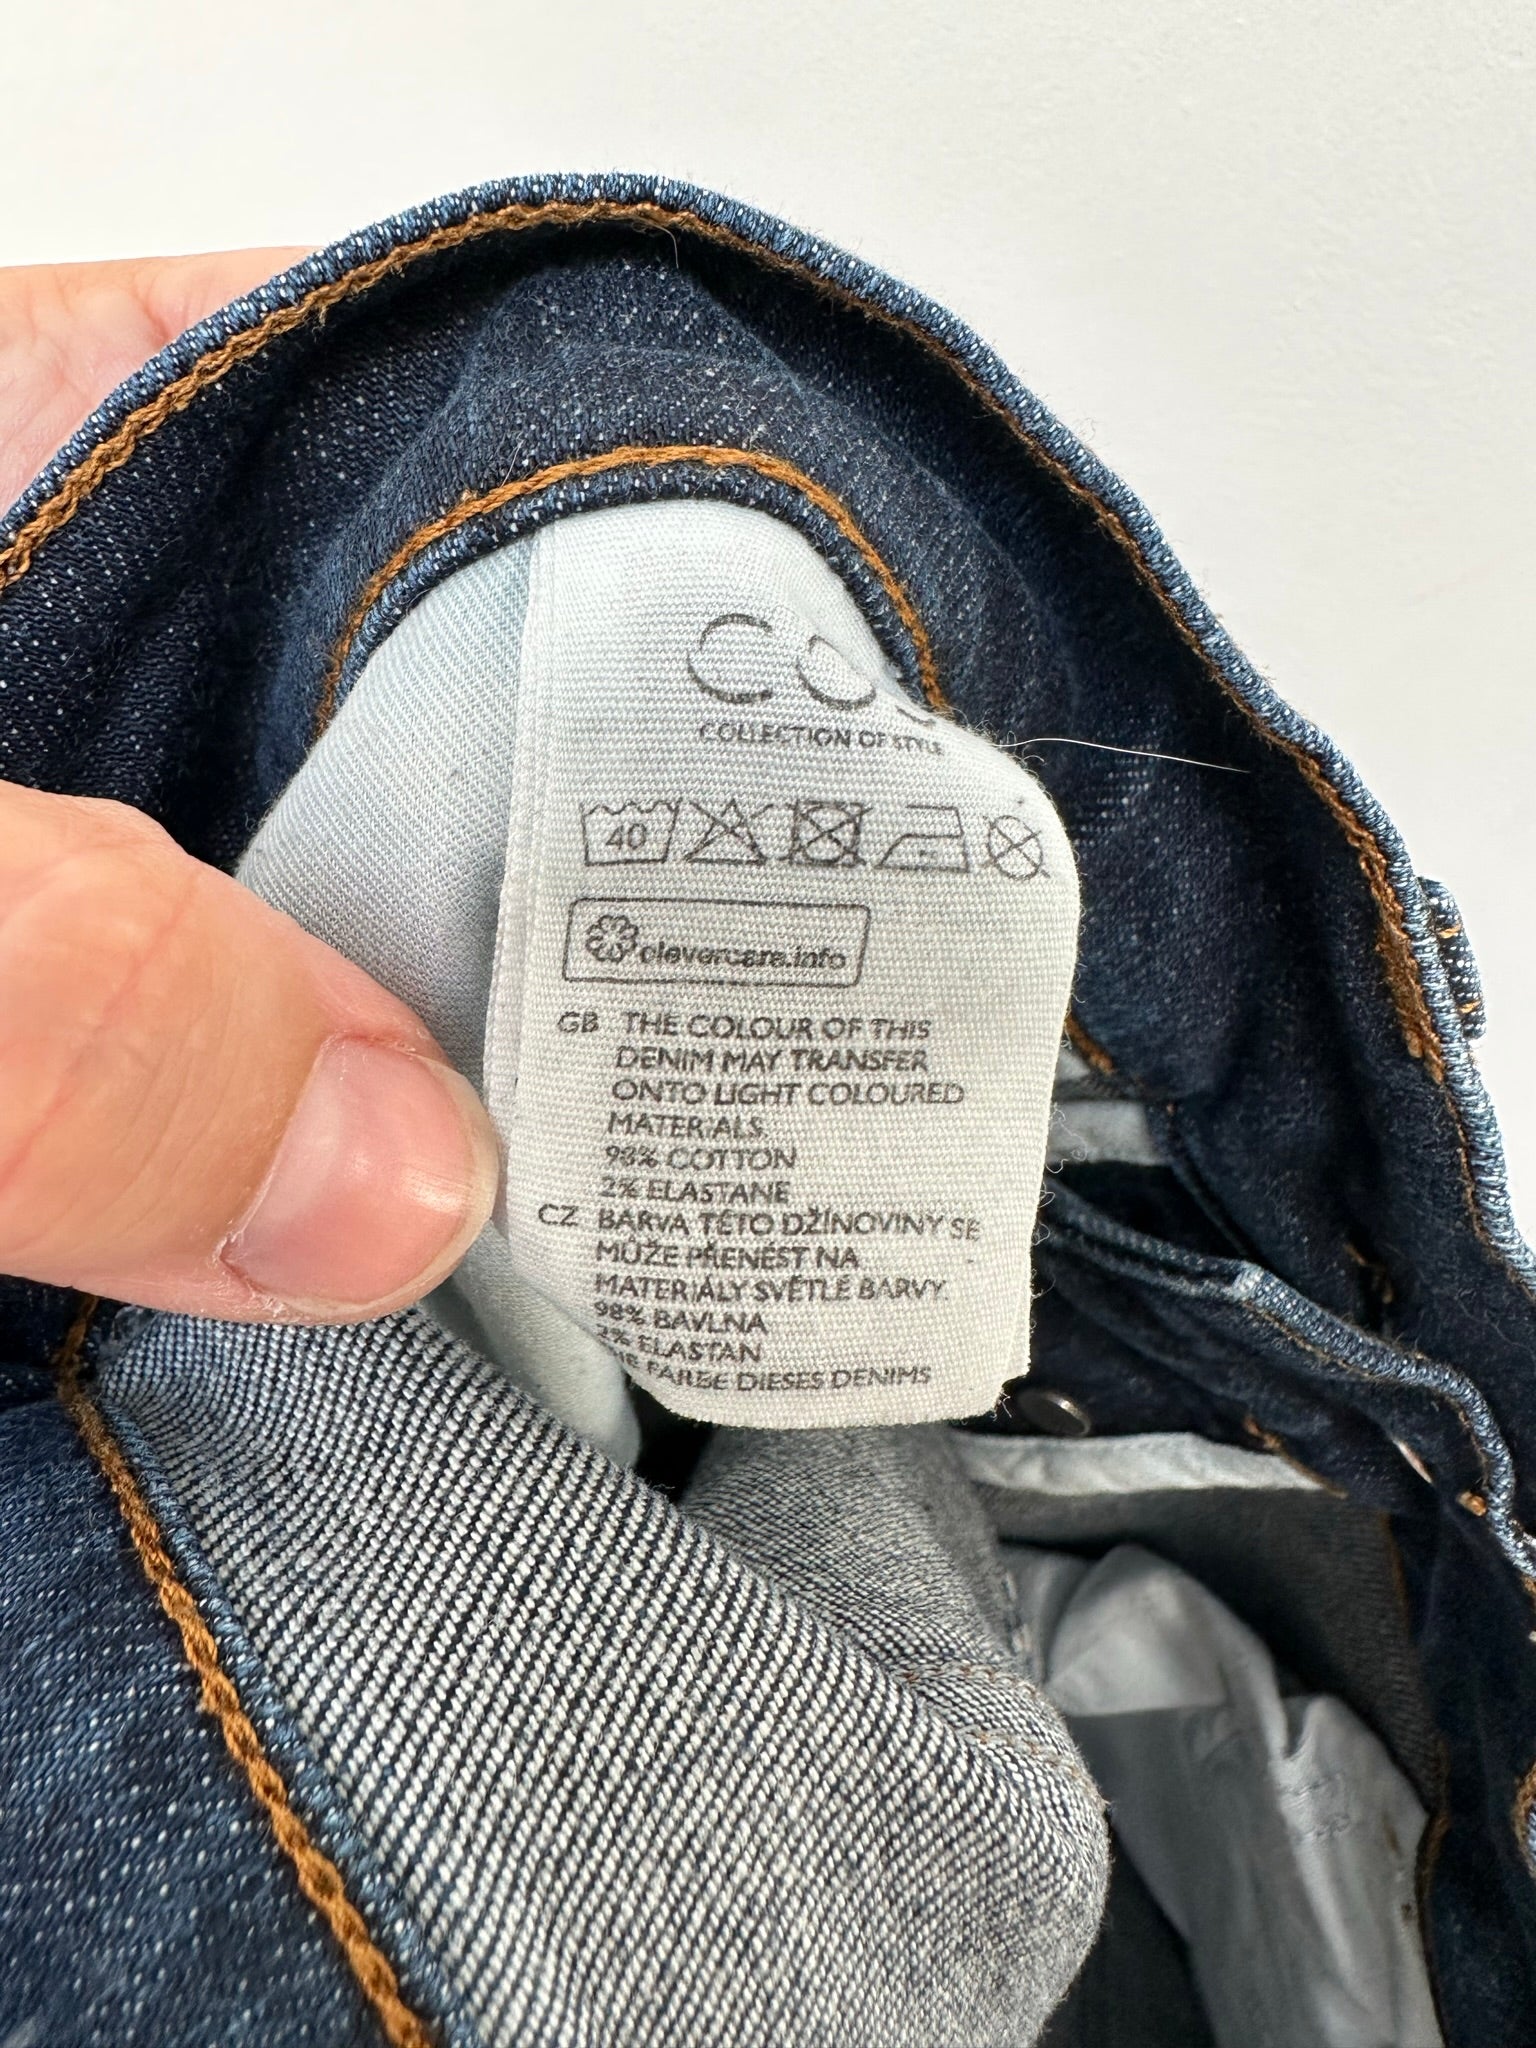 COS
COLLECTION OF STYLE
40
clevercare.info
GB THE COLOUR OF THIS
DENIM MAY TRANSFER
ONTO LIGHT COLOURED
MATERIALS.
98% COTTON
2% ELASTANE
CZ BARVA TÉTO DŽÍNOVINY SE
MŮŽE PŘENÉST NA
MATERIÁLY SVĚTLÉ BARVY.
98% BAVLNA
2% ELASTAN
FARBE DIESES DENIMS